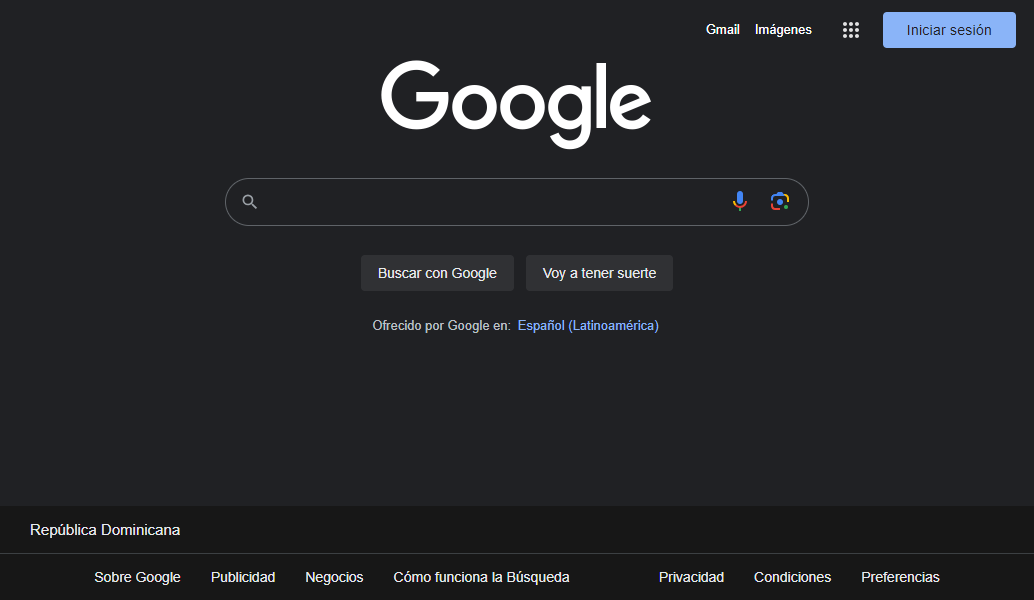 Gmail Imágenes Iniciar sesión
Google
Buscar con Google Voy a tener suerte
Ofrecido por Google en: Español (Latinoamérica)
República Dominicana
Sobre Google Publicidad Negocios Cómo funciona la Búsqueda Privacidad Condiciones Preferencias